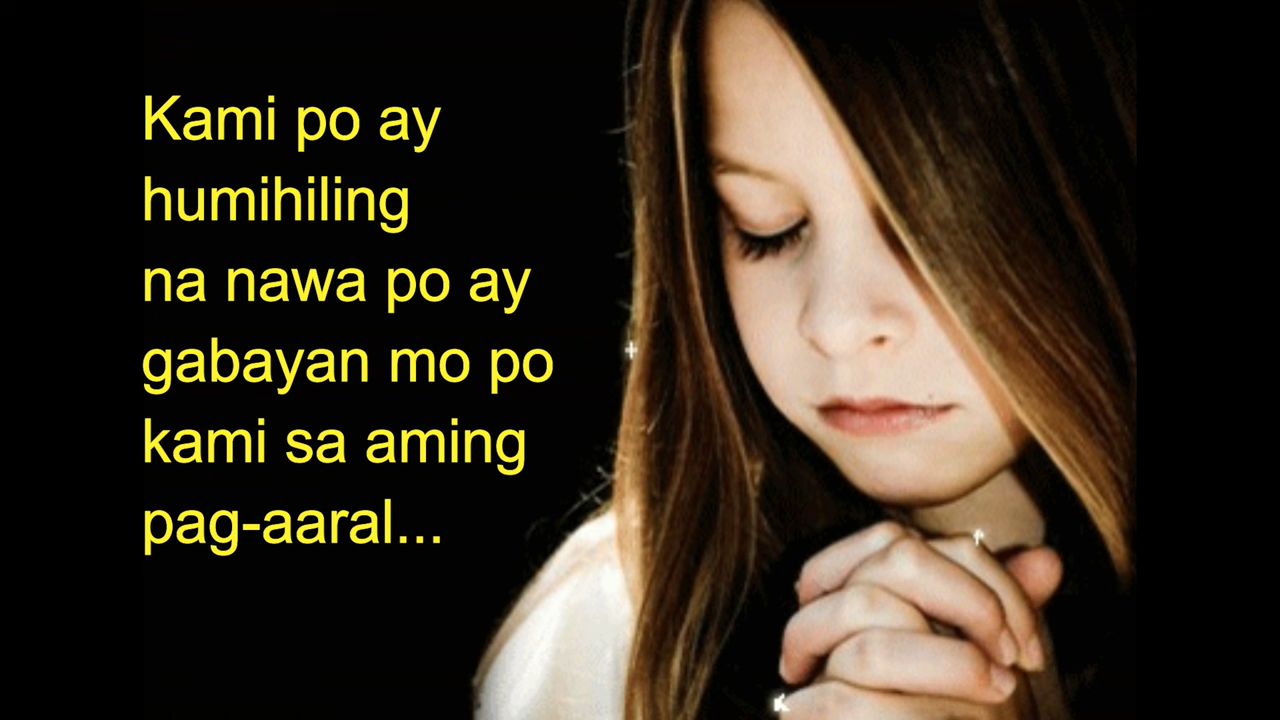 Kami po ay
humihiling
na nawa po ay
gabayan mo po
kami sa aming
pag-aaral...